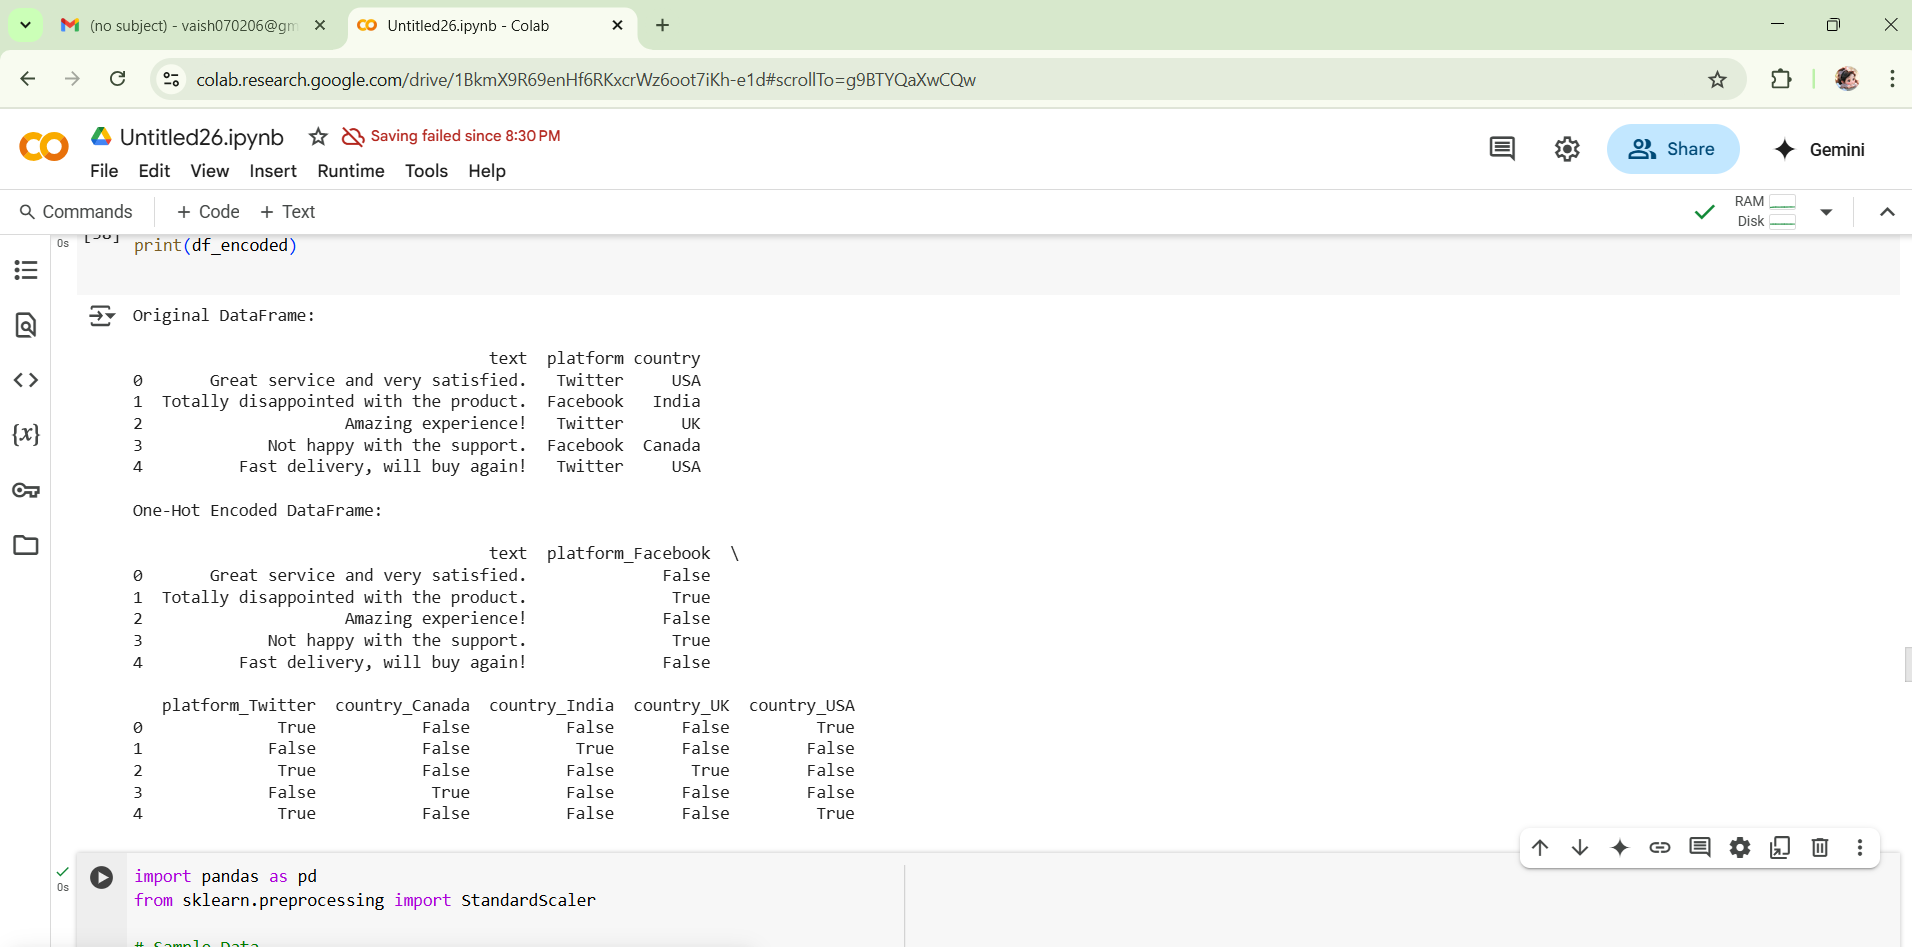 (no subject) - vaish070206@gm
Untitled26.ipynb - Colab
colab.research.google.com/drive/1BkmX9R69enHf6RKxcrWz6oot7iKh-e1d#scrollTo=g9BTYQaXwCQw
Untitled26.ipynb
Saving failed since 8:30 PM
Share
Gemini
File Edit View Insert Runtime Tools Help
Commands + Code + Text
RAM
Disk
0s
print(df_encoded)
Original DataFrame:
text platform country
0 Great service and very satisfied. Twitter USA
1 Totally disappointed with the product. Facebook India
2 Amazing experience! Twitter UK
3 Not happy with the support. Facebook Canada
4 Fast delivery, will buy again! Twitter USA
One-Hot Encoded DataFrame:
text platform_Facebook \
0 Great service and very satisfied. False
1 Totally disappointed with the product. True
2 Amazing experience! False
3 Not happy with the support. True
4 Fast delivery, will buy again! False
platform_Twitter country_Canada country_India country_UK country_USA
0 True False False False True
1 False False True False False
2 True False False True False
3 False True False False False
4 True False False False True
0s
import pandas as pd
from sklearn.preprocessing import StandardScaler
# Sample Data